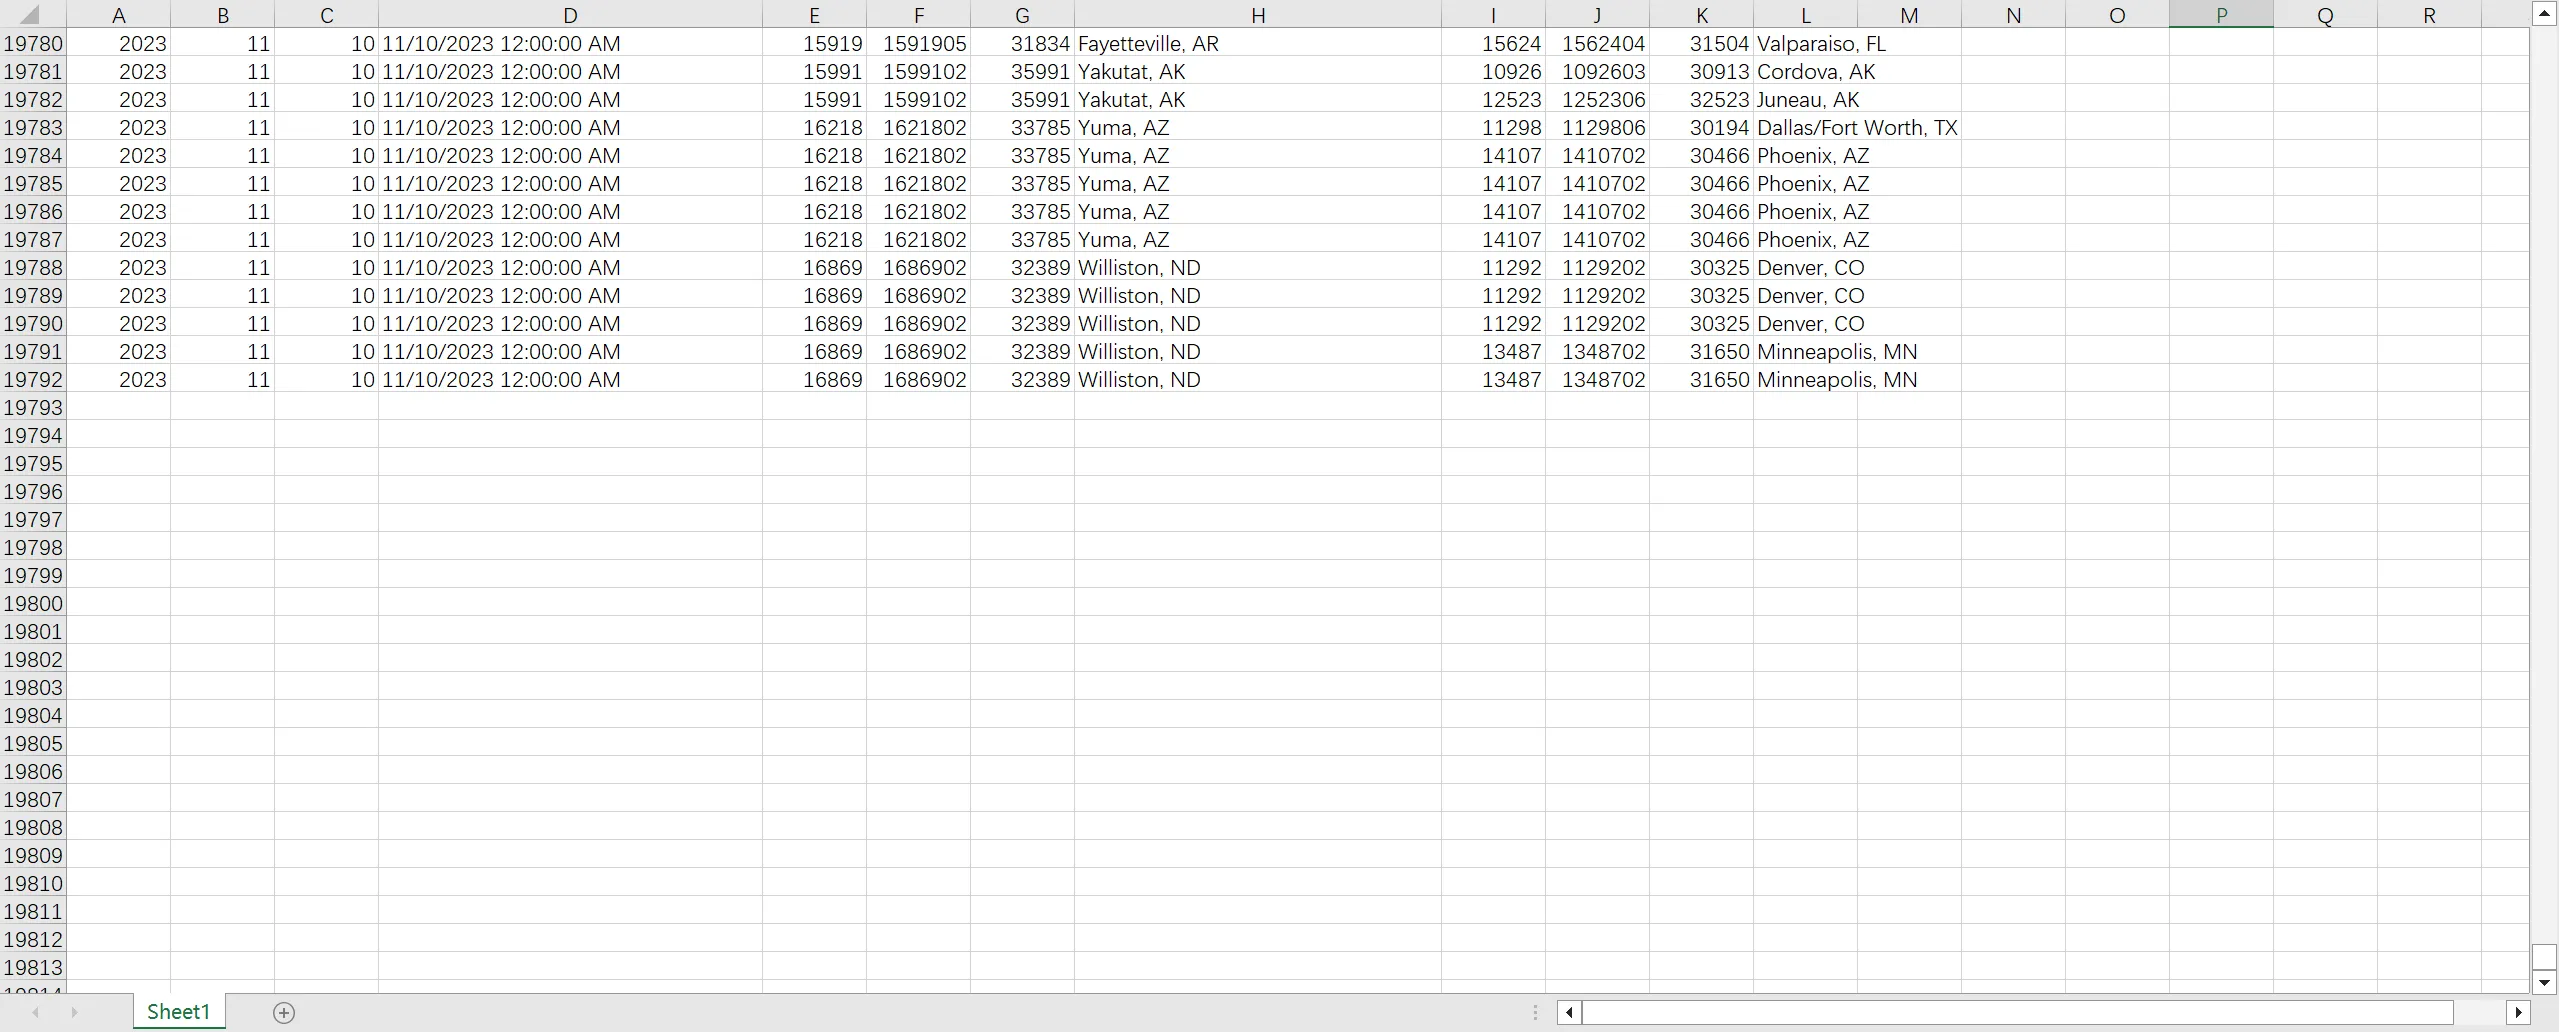 A B C D E F G H I J K L M N O P Q R
19780 2023 11 10 11/10/2023 12:00:00 AM 15919 1591905 31834 Fayetteville, AR 15624 1562404 31504 Valparaiso, FL
19781 2023 11 10 11/10/2023 12:00:00 AM 15991 1599102 35991 Yakutat, AK 10926 1092603 30913 Cordova, AK
19782 2023 11 10 11/10/2023 12:00:00 AM 15991 1599102 35991 Yakutat, AK 12523 1252306 32523 Juneau, AK
19783 2023 11 10 11/10/2023 12:00:00 AM 16218 1621802 33785 Yuma, AZ 11298 1129806 30194 Dallas/Fort Worth, TX
19784 2023 11 10 11/10/2023 12:00:00 AM 16218 1621802 33785 Yuma, AZ 14107 1410702 30466 Phoenix, AZ
19785 2023 11 10 11/10/2023 12:00:00 AM 16218 1621802 33785 Yuma, AZ 14107 1410702 30466 Phoenix, AZ
19786 2023 11 10 11/10/2023 12:00:00 AM 16218 1621802 33785 Yuma, AZ 14107 1410702 30466 Phoenix, AZ
19787 2023 11 10 11/10/2023 12:00:00 AM 16218 1621802 33785 Yuma, AZ 14107 1410702 30466 Phoenix, AZ
19788 2023 11 10 11/10/2023 12:00:00 AM 16869 1686902 32389 Williston, ND 11292 1129202 30325 Denver, CO
19789 2023 11 10 11/10/2023 12:00:00 AM 16869 1686902 32389 Williston, ND 11292 1129202 30325 Denver, CO
19790 2023 11 10 11/10/2023 12:00:00 AM 16869 1686902 32389 Williston, ND 11292 1129202 30325 Denver, CO
19791 2023 11 10 11/10/2023 12:00:00 AM 16869 1686902 32389 Williston, ND 13487 1348702 31650 Minneapolis, MN
19792 2023 11 10 11/10/2023 12:00:00 AM 16869 1686902 32389 Williston, ND 13487 1348702 31650 Minneapolis, MN
19793
19794
19795
19796
19797
19798
19799
19800
19801
19802
19803
19804
19805
19806
19807
19808
19809
19810
19811
19812
19813
Sheet1